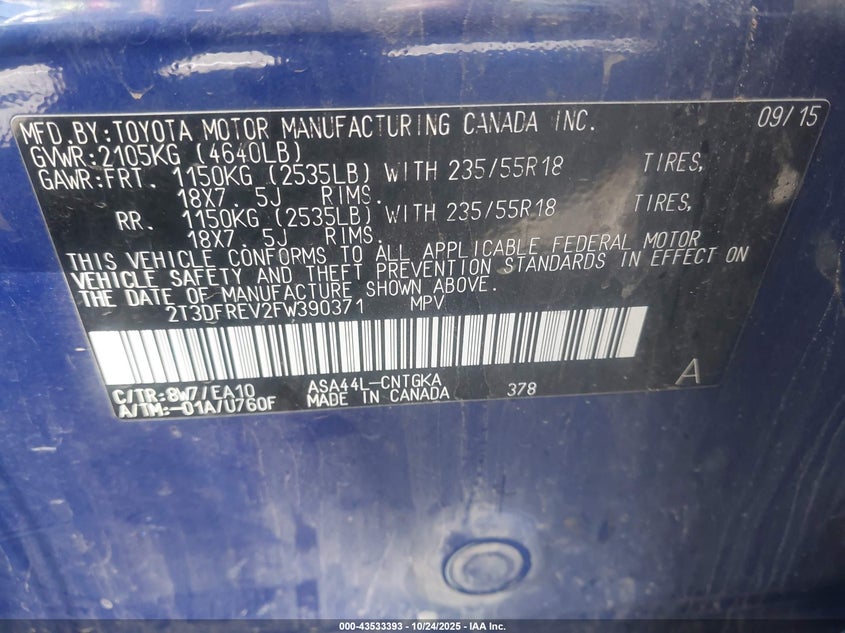 MFD.BY:TOYOTA MOTOR MANUFACTURING CANADA INC. 09/15
GVWR:2105KG (4640LB)
GAWR:FRT. 1150KG (2535LB) WITH 235/55R18 TIRES,
18X7. 5J RIMS.
RR. 1150KG (2535LB) WITH 235/55R18 TIRES,
18X7. 5J RIMS.
THIS VEHICLE CONFORMS TO ALL APPLICABLE FEDERAL MOTOR
VEHICLE SAFETY AND THEFT PREVENTION STANDARDS IN EFFECT ON
THE DATE OF MANUFACTURE SHOWN ABOVE.
2T3DFREV2FW390371 MPV
C/TR:8W7/EA10 ASA44L-CNTGKA 378 A
A/TM:-01A/U760F MADE IN CANADA
000-43533393 - 10/24/2025 - IAA Inc.